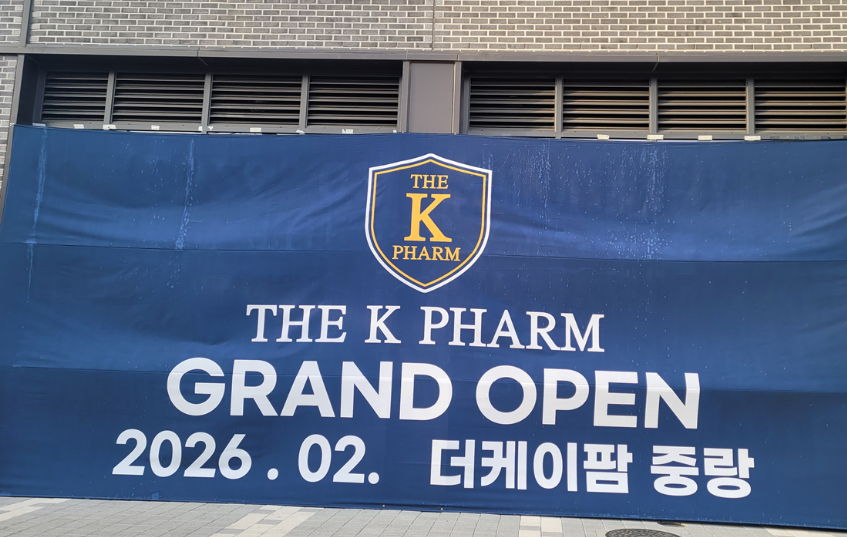 THE
K
PHARM
THE K PHARM
GRAND OPEN
2026. 02. 더케이팜 중랑